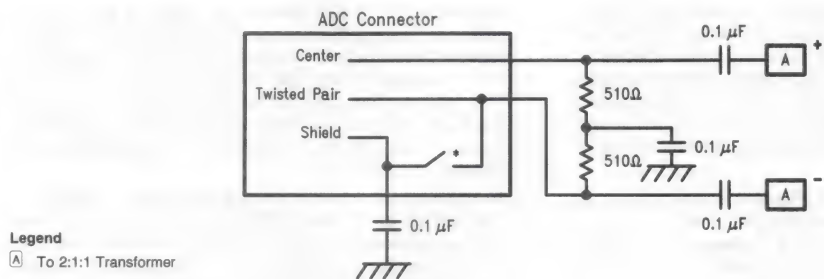 ADC Connector
Center
Twisted Pair
Shield
*
0.1 μF
A
+
510Ω
0.1 μF
510Ω
A
-
0.1 μF
0.1 μF
Legend
A To 2:1:1 Transformer